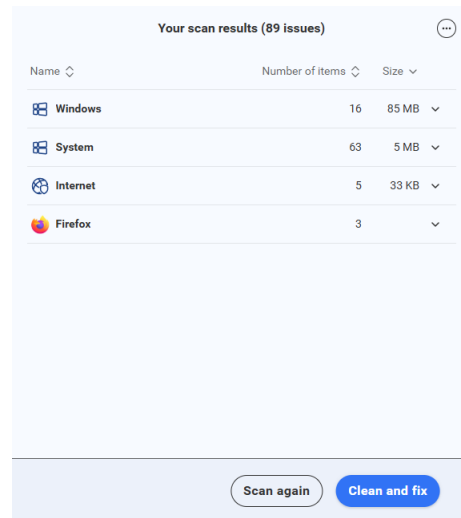 Your scan results (89 issues)
Name Number of items Size
Windows 16 85 MB
System 63 5 MB
Internet 5 33 KB
Firefox 3
Scan again Clean and fix